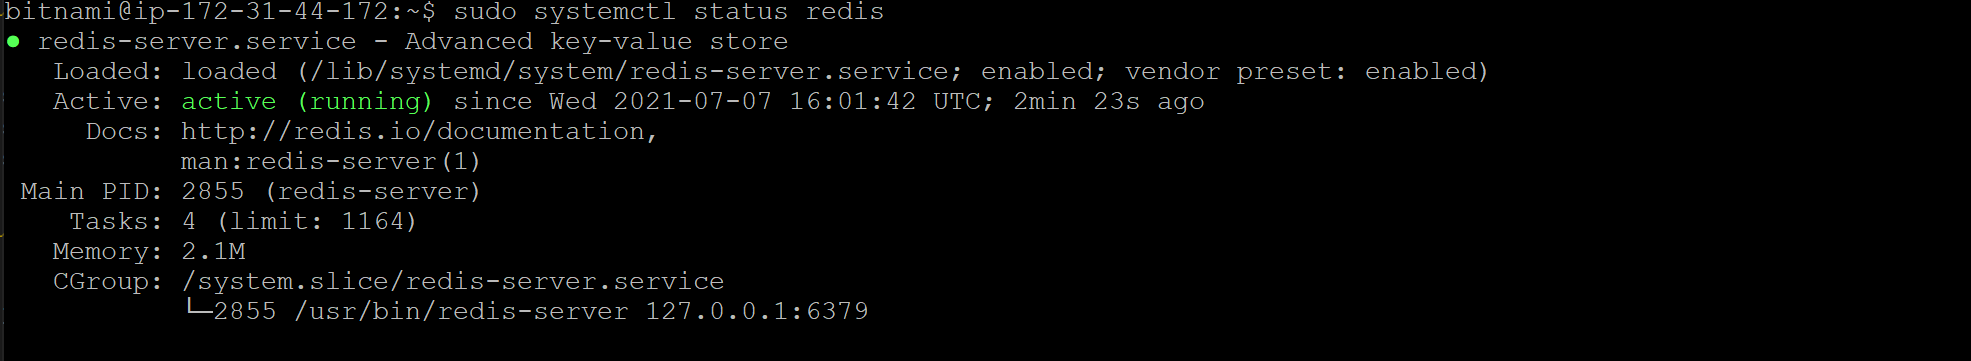 bitnami@ip-172-31-44-172:~$ sudo systemctl status redis
● redis-server.service - Advanced key-value store
   Loaded: loaded (/lib/systemd/system/redis-server.service; enabled; vendor preset: enabled)
   Active: active (running) since Wed 2021-07-07 16:01:42 UTC; 2min 23s ago
     Docs: http://redis.io/documentation,
           man:redis-server(1)
 Main PID: 2855 (redis-server)
    Tasks: 4 (limit: 1164)
   Memory: 2.1M
   CGroup: /system.slice/redis-server.service
           └─2855 /usr/bin/redis-server 127.0.0.1:6379